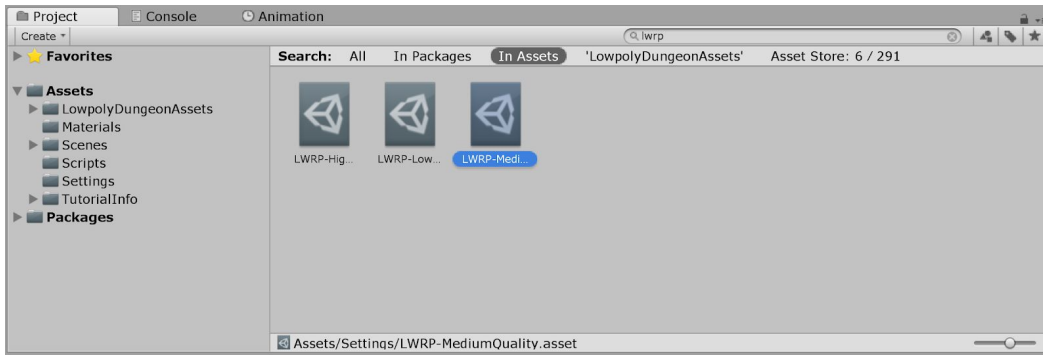 Project Console Animation
Create lwrp
Favorites
Search: All In Packages In Assets 'LowpolyDungeonAssets' Asset Store: 6 / 291
Assets
LowpolyDungeonAssets
Materials
Scenes
Scripts
Settings
TutorialInfo
Packages
LWRP-Hig... LWRP-Low... LWRP-Medi...
Assets/Settings/LWRP-MediumQuality.asset